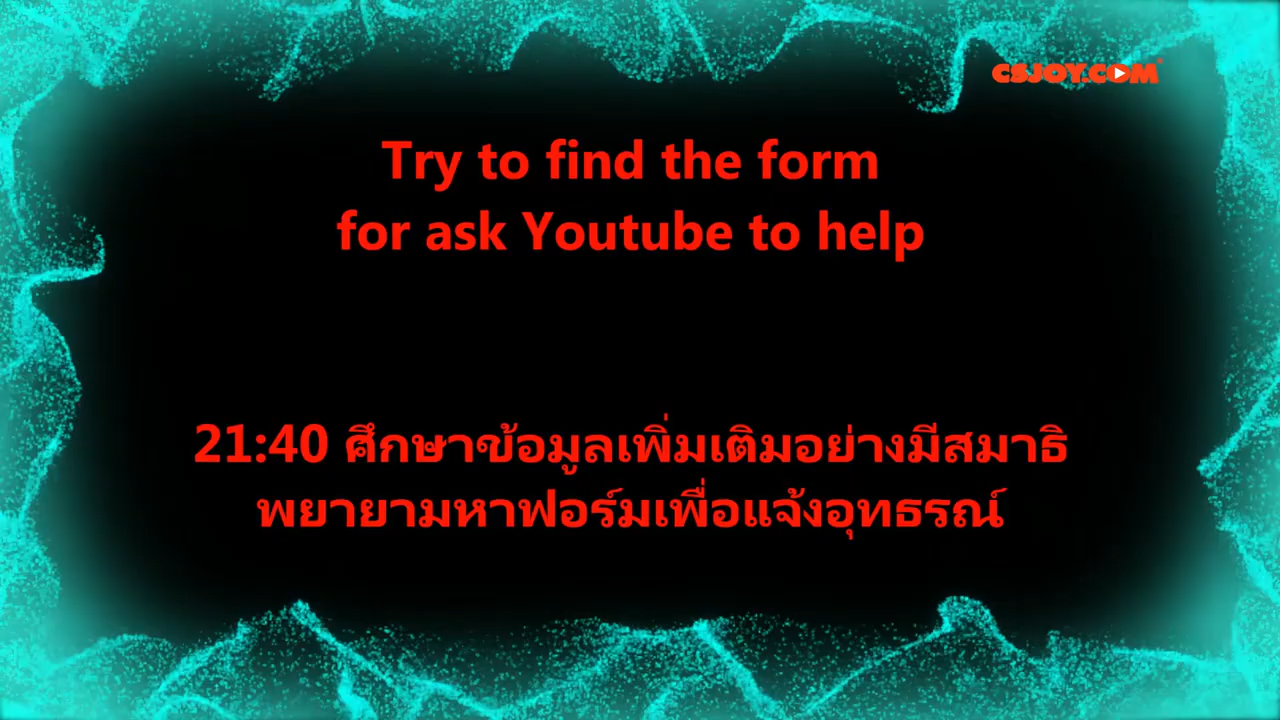 CSJOY.COM
Try to find the form
for ask Youtube to help
21:40 ศึกษาข้อมูลเพิ่มเติมอย่างมีสมาธิ
พยายามหาฟอร์มเพื่อแจ้งอุทธรณ์